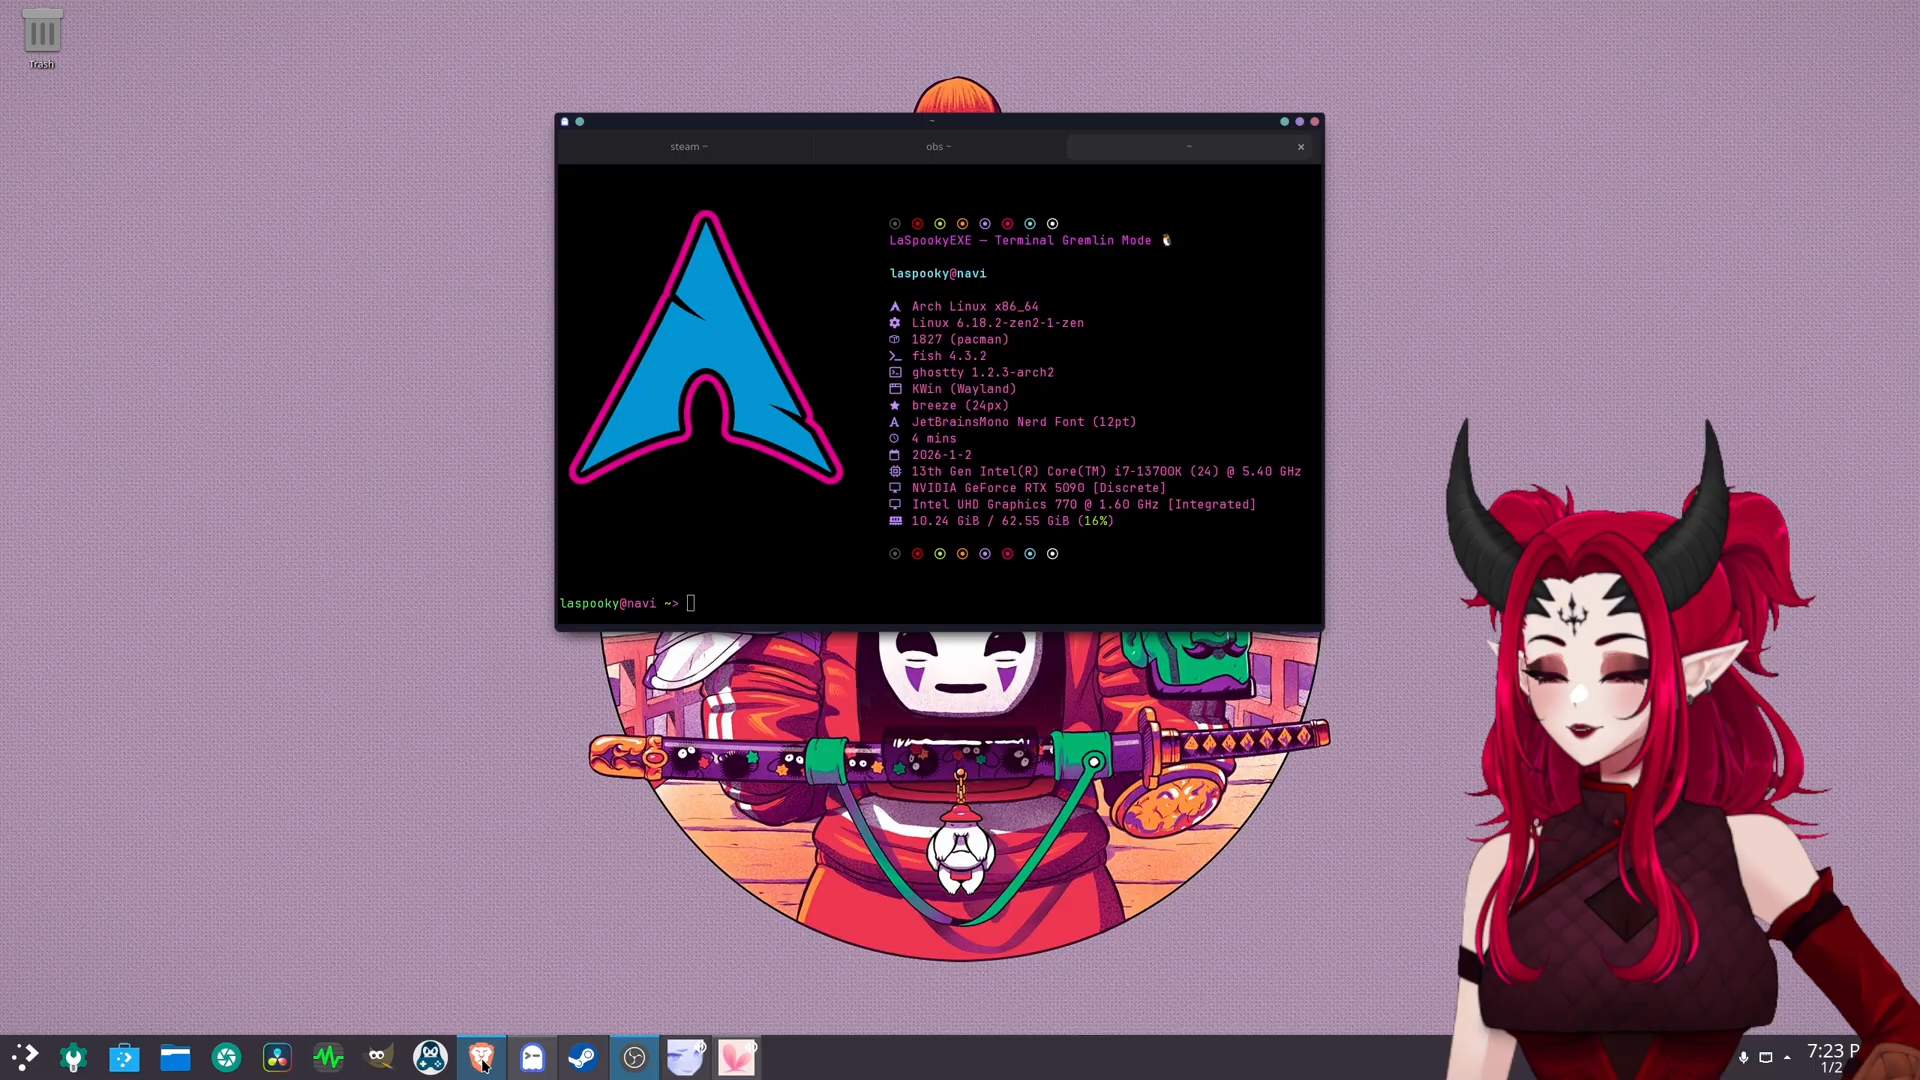 Trash
~
steam ~
obs ~
~
LaSpookyEXE — Terminal Gremlin Mode 🐧
laspooky@navi
Arch Linux x86_64
Linux 6.18.2-zen2-1-zen
1827 (pacman)
fish 4.3.2
ghostty 1.2.3-arch2
KWin (Wayland)
breeze (24px)
JetBrainsMono Nerd Font (12pt)
4 mins
2026-1-2
13th Gen Intel(R) Core(TM) i7-13700K (24) @ 5.40 GHz
NVIDIA GeForce RTX 5090 [Discrete]
Intel UHD Graphics 770 @ 1.60 GHz [Integrated]
10.24 GiB / 62.55 GiB (16%)
laspooky@navi ~>
7:23 P
1/2